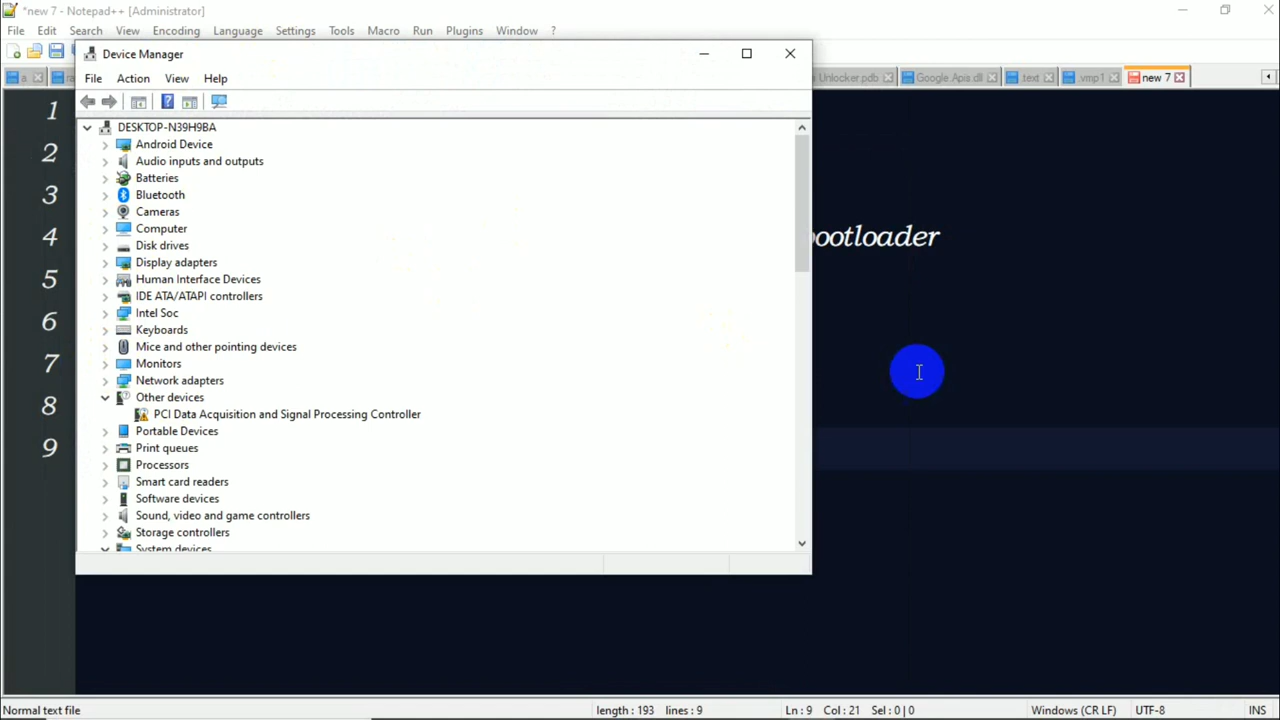 *new 7 - Notepad++ [Administrator]
File Edit Search View Encoding Language Settings Tools Macro Run Plugins Window ?
a Unlocker.pdb Google Apis dll .text .vmp1 new 7
Device Manager
File Action View Help
DESKTOP-N39H9BA
Android Device
Audio inputs and outputs
Batteries
Bluetooth
Cameras
Computer
Disk drives
Display adapters
Human Interface Devices
IDE ATA/ATAPI controllers
Intel Soc
Keyboards
Mice and other pointing devices
Monitors
Network adapters
Other devices
PCI Data Acquisition and Signal Processing Controller
Portable Devices
Print queues
Processors
Smart card readers
Software devices
Sound, video and game controllers
Storage controllers
System devices
1
2
3
4 bootloader
5
6
7
8
9
Normal text file length : 193 lines : 9 Ln : 9 Col : 21 Sel : 0 | 0 Windows (CR LF) UTF-8 INS